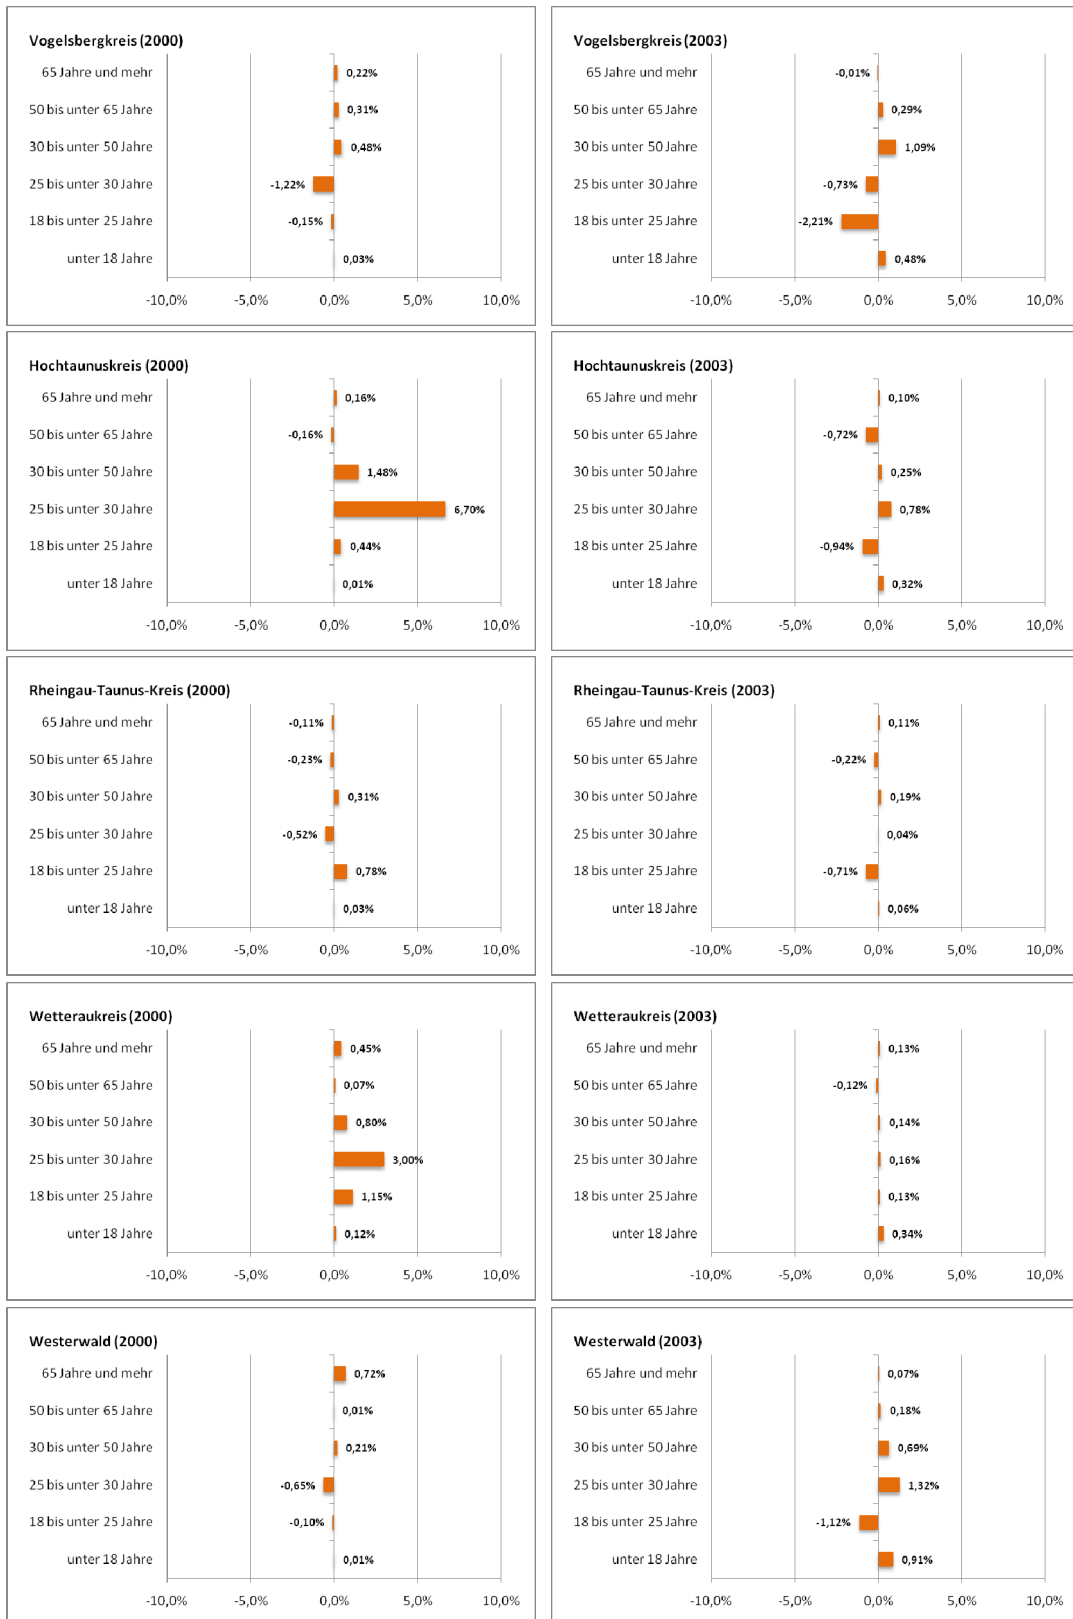 Vogelsbergkreis (2000)
65 Jahre und mehr 0,22%
50 bis unter 65 Jahre 0,31%
30 bis unter 50 Jahre 0,48%
25 bis unter 30 Jahre -1,22%
18 bis unter 25 Jahre -0,15%
unter 18 Jahre 0,03%
-10,0% -5,0% 0,0% 5,0% 10,0%
Vogelsbergkreis (2003)
65 Jahre und mehr -0,01%
50 bis unter 65 Jahre 0,29%
30 bis unter 50 Jahre 1,09%
25 bis unter 30 Jahre -0,73%
18 bis unter 25 Jahre -2,21%
unter 18 Jahre 0,48%
-10,0% -5,0% 0,0% 5,0% 10,0%
Hochtaunuskreis (2000)
65 Jahre und mehr 0,16%
50 bis unter 65 Jahre -0,16%
30 bis unter 50 Jahre 1,48%
25 bis unter 30 Jahre 6,70%
18 bis unter 25 Jahre 0,44%
unter 18 Jahre 0,01%
-10,0% -5,0% 0,0% 5,0% 10,0%
Hochtaunuskreis (2003)
65 Jahre und mehr 0,10%
50 bis unter 65 Jahre -0,72%
30 bis unter 50 Jahre 0,25%
25 bis unter 30 Jahre 0,78%
18 bis unter 25 Jahre -0,94%
unter 18 Jahre 0,32%
-10,0% -5,0% 0,0% 5,0% 10,0%
Rheingau-Taunus-Kreis (2000)
65 Jahre und mehr -0,11%
50 bis unter 65 Jahre -0,23%
30 bis unter 50 Jahre 0,31%
25 bis unter 30 Jahre -0,52%
18 bis unter 25 Jahre 0,78%
unter 18 Jahre 0,03%
-10,0% -5,0% 0,0% 5,0% 10,0%
Rheingau-Taunus-Kreis (2003)
65 Jahre und mehr 0,11%
50 bis unter 65 Jahre -0,22%
30 bis unter 50 Jahre 0,19%
25 bis unter 30 Jahre 0,04%
18 bis unter 25 Jahre -0,71%
unter 18 Jahre 0,06%
-10,0% -5,0% 0,0% 5,0% 10,0%
Wetteraukreis (2000)
65 Jahre und mehr 0,45%
50 bis unter 65 Jahre 0,07%
30 bis unter 50 Jahre 0,80%
25 bis unter 30 Jahre 3,00%
18 bis unter 25 Jahre 1,15%
unter 18 Jahre 0,12%
-10,0% -5,0% 0,0% 5,0% 10,0%
Wetteraukreis (2003)
65 Jahre und mehr 0,13%
50 bis unter 65 Jahre -0,12%
30 bis unter 50 Jahre 0,14%
25 bis unter 30 Jahre 0,16%
18 bis unter 25 Jahre 0,13%
unter 18 Jahre 0,34%
-10,0% -5,0% 0,0% 5,0% 10,0%
Westerwald (2000)
65 Jahre und mehr 0,72%
50 bis unter 65 Jahre 0,01%
30 bis unter 50 Jahre 0,21%
25 bis unter 30 Jahre -0,65%
18 bis unter 25 Jahre -0,10%
unter 18 Jahre 0,01%
-10,0% -5,0% 0,0% 5,0% 10,0%
Westerwald (2003)
65 Jahre und mehr 0,07%
50 bis unter 65 Jahre 0,18%
30 bis unter 50 Jahre 0,69%
25 bis unter 30 Jahre 1,32%
18 bis unter 25 Jahre -1,12%
unter 18 Jahre 0,91%
-10,0% -5,0% 0,0% 5,0% 10,0%